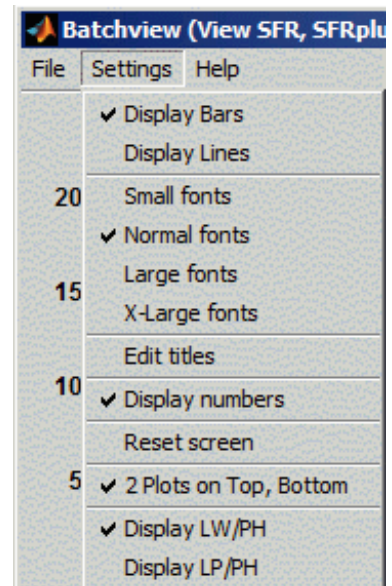 Batchview (View SFR, SFRplu
File Settings Help
Display Bars
Display Lines
20 Small fonts
Normal fonts
Large fonts
15
X-Large fonts
Edit titles
10
Display numbers
Reset screen
5 2 Plots on Top, Bottom
Display LW/PH
Display LP/PH